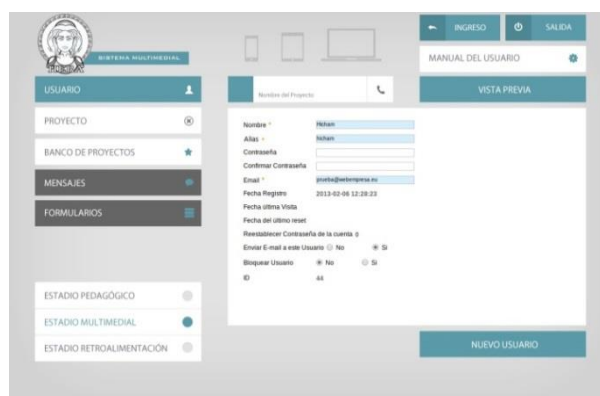 INGRESO
SALIDA
SISTEMA MULTIMEDIAL
MANUAL DEL USUARIO
USUARIO
Nombre del Proyecto
VISTA PREVIA
PROYECTO
BANCO DE PROYECTOS
MENSAJES
FORMULARIOS
Nombre * Hicham
Alias * hicham
Contraseña
Confirmar Contraseña
Email * prueba@webempresa.eu
Fecha Registro 2013-02-06 12:28:23
Fecha última Visita
Fecha del último reset
Reestablecer Contraseña de la cuenta 0
Enviar E-mail a este Usuario No Si
Bloquear Usuario No Si
ID 44
ESTADIO PEDAGÓGICO
ESTADIO MULTIMEDIAL
ESTADIO RETROALIMENTACIÓN
NUEVO USUARIO